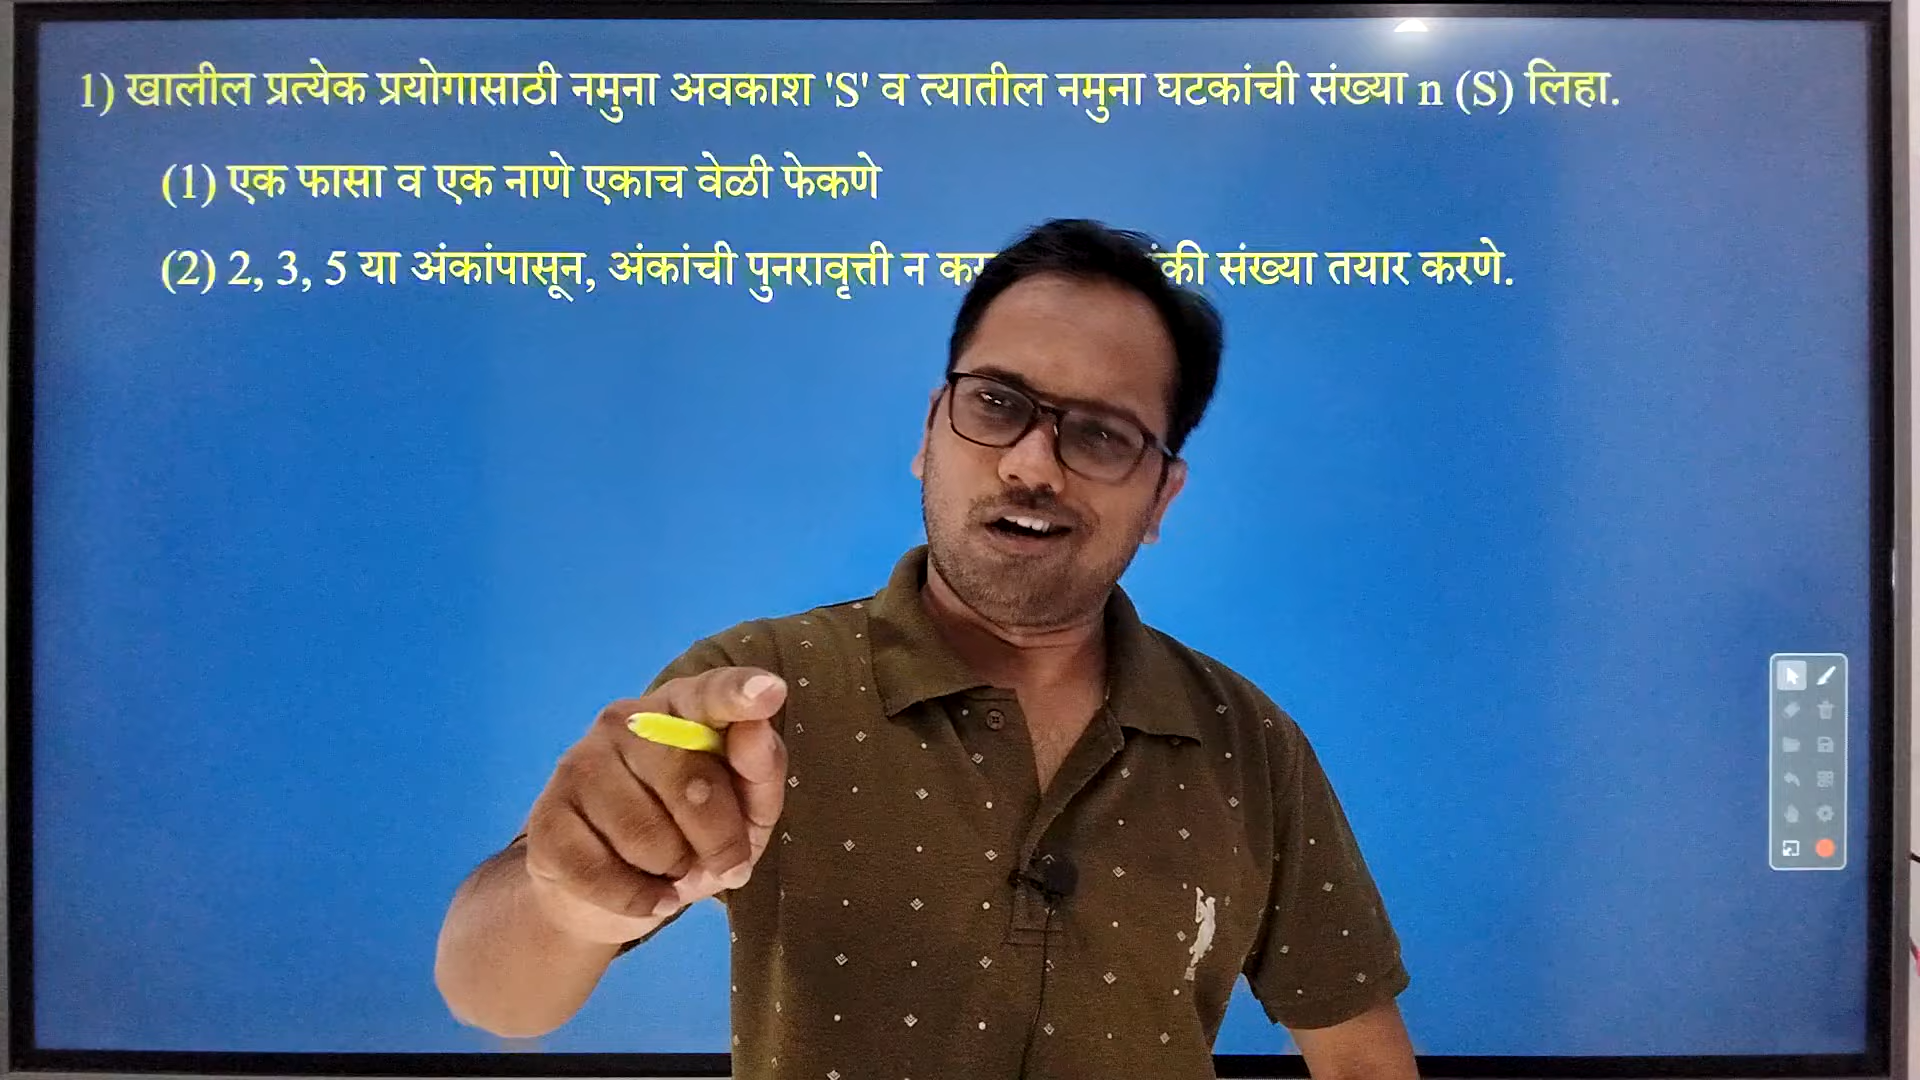 1) खालील प्रत्येक प्रयोगासाठी नमुना अवकाश 'S' व त्यातील नमुना घटकांची संख्या n (S) लिहा.
(1) एक फासा व एक नाणे एकाच वेळी फेकणे
(2) 2, 3, 5 या अंकांपासून, अंकांची पुनरावृत्ती न संख्या तयार करणे.